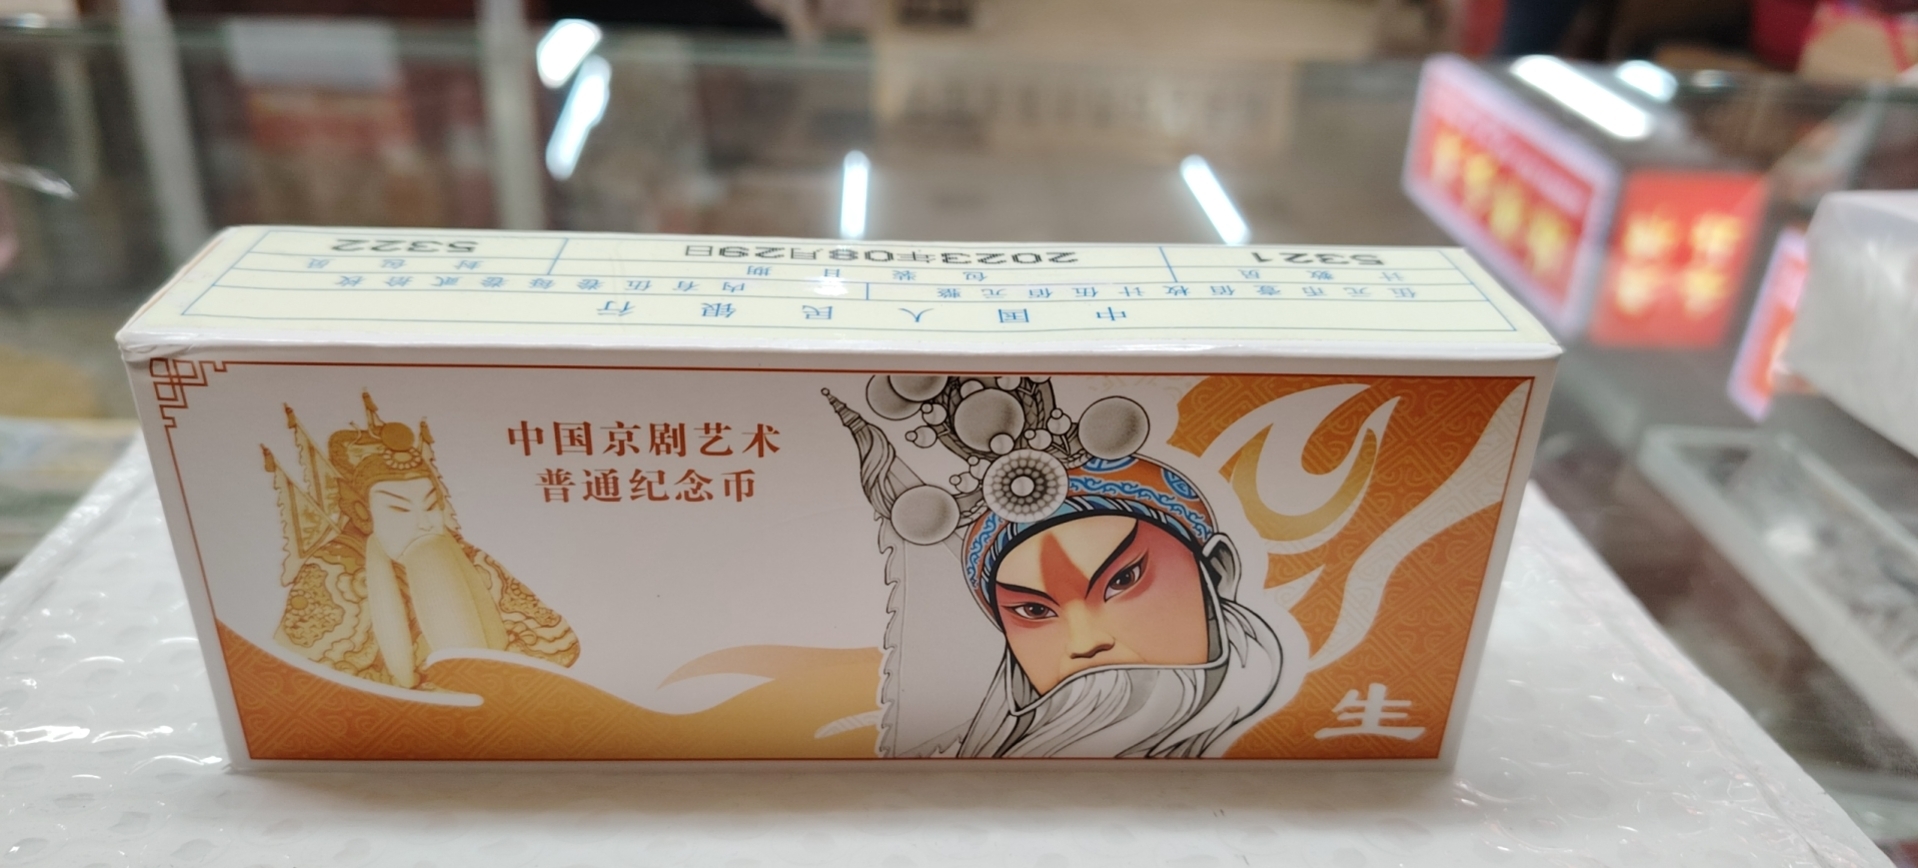 中国人民银行
伍元币壹佰枚计伍佰元整 内有伍卷每卷贰拾枚
计数员 包装日期 封包员
5321 2023年08月29日 5322
中国京剧艺术
普通纪念币
生